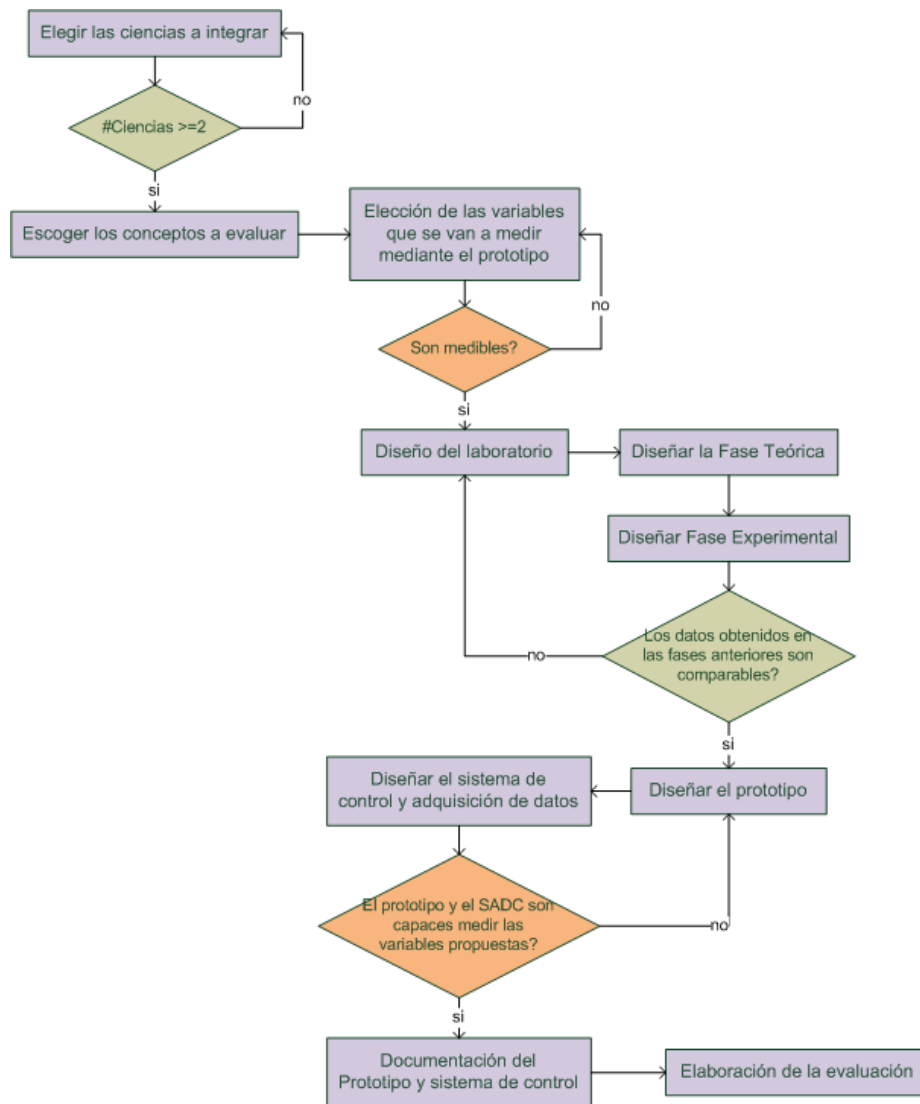 Elegir las ciencias a integrar
no
#Ciencias >=2
si
Escoger los conceptos a evaluar
Elección de las variables
que se van a medir
mediante el prototipo
no
Son medibles?
si
Diseño del laboratorio
Diseñar la Fase Teórica
Diseñar Fase Experimental
Los datos obtenidos en
las fases anteriores son
comparables?
no
si
Diseñar el prototipo
Diseñar el sistema de
control y adquisición de datos
El prototipo y el SADC son
capaces medir las
variables propuestas?
no
si
Documentación del
Prototipo y sistema de control
Elaboración de la evaluación